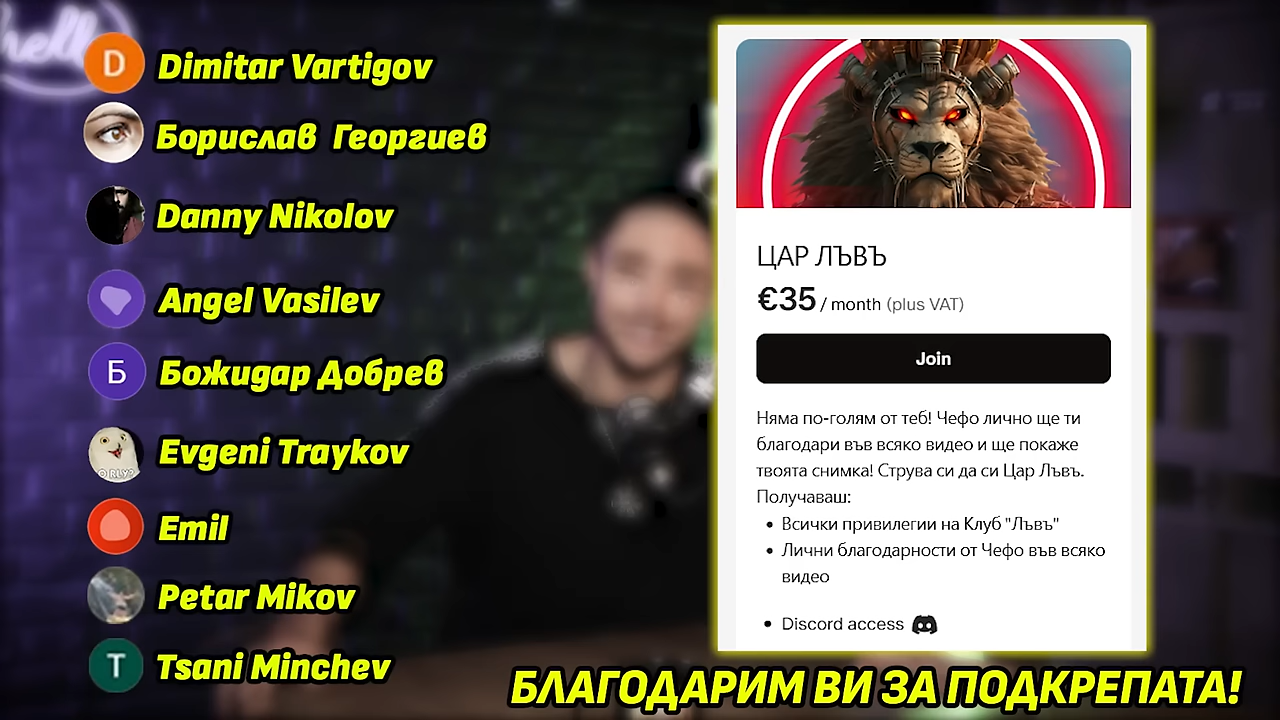 hell
D
Dimitar Vartigov
Борислав Георгиев
Danny Nikolov
Angel Vasilev
Б
Божидар Добрев
O RLY?
Evgeni Traykov
Emil
Petar Mikov
T
Tsani Minchev
ЦАР ЛЪВЪ
€35 / month (plus VAT)
Join
Няма по-голям от теб! Чефо лично ще ти
благодари във всяко видео и ще покаже
твоята снимка! Струва си да си Цар Лъвъ.
Получаваш:
• Всички привилегии на Клуб "Лъвъ"
• Лични благодарности от Чефо във всяко
видео
• Discord access
БЛАГОДАРИМ ВИ ЗА ПОДКРЕПАТА!